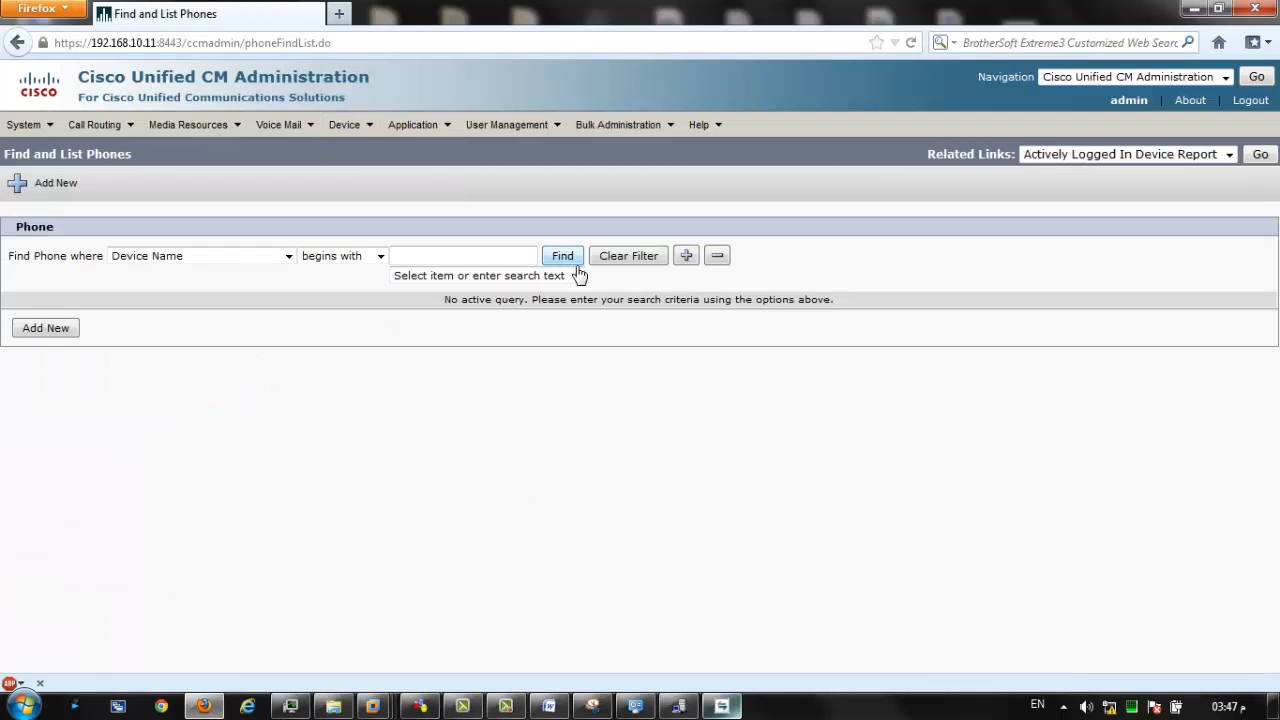 Firefox
Find and List Phones
https://192.168.10.11:8443/ccmadmin/phoneFindList.do
BrotherSoft Extreme3 Customized Web Searc
CISCO
Cisco Unified CM Administration
For Cisco Unified Communications Solutions
Navigation Cisco Unified CM Administration Go
admin | About | Logout
System Call Routing Media Resources Voice Mail Device Application User Management Bulk Administration Help
Find and List Phones
Related Links: Actively Logged In Device Report Go
Add New
Phone
Find Phone where Device Name begins with Find Clear Filter
Select item or enter search text
No active query. Please enter your search criteria using the options above.
Add New
ABP
EN
03:47 م